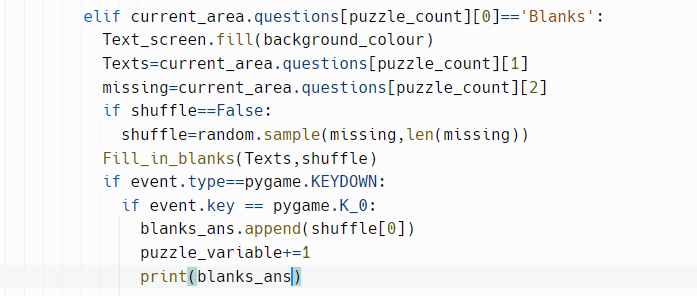 elif current_area.questions[puzzle_count][0]=='Blanks':
Text_screen.fill(background_colour)
Texts=current_area.questions[puzzle_count][1]
missing=current_area.questions[puzzle_count][2]
if shuffle==False:
shuffle=random.sample(missing,len(missing))
Fill_in_blanks(Texts,shuffle)
if event.type==pygame.KEYDOWN:
if event.key == pygame.K_0:
blanks_ans.append(shuffle[0])
puzzle_variable+=1
print(blanks_ans)